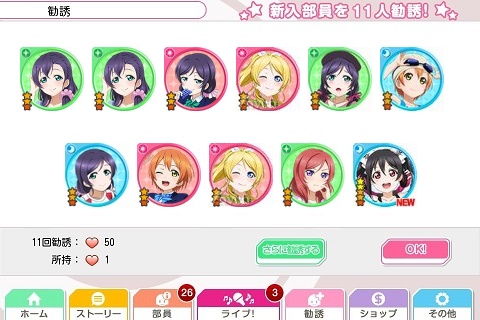 勧誘
新入部員を11人勧誘!
NEW
11回勧誘: 50
所持: 1
さらに勧誘する
OK!
26
3
ホーム
ストーリー
部員
ライブ!
勧誘
ショップ
その他